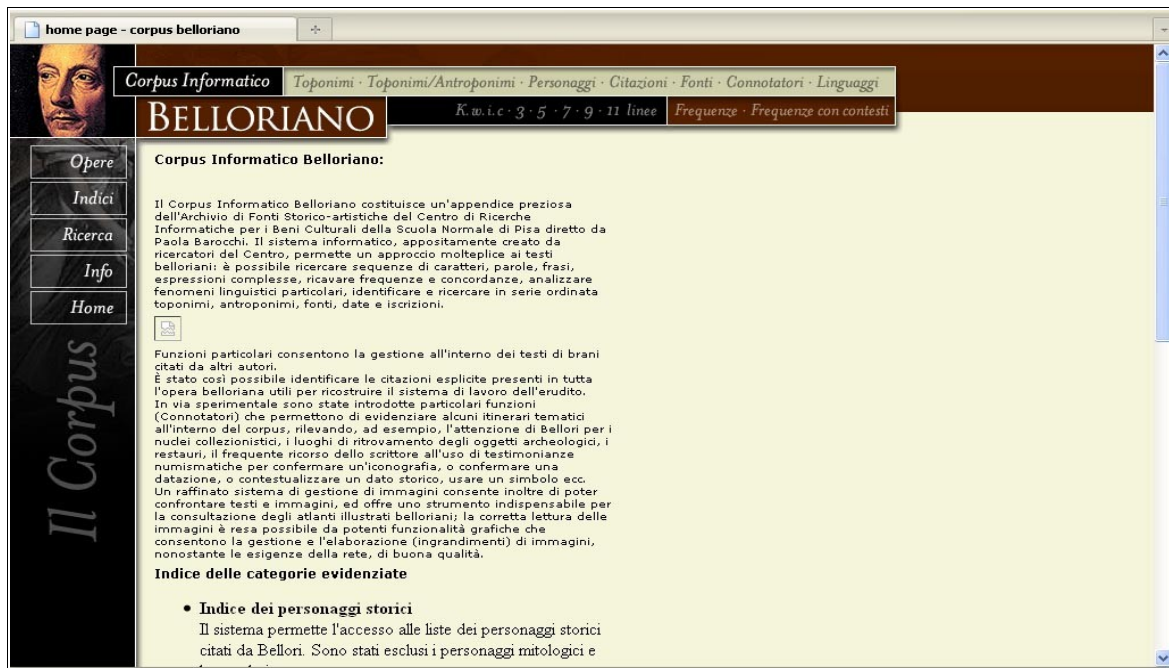 home page - corpus belloriano
Corpus Informatico
Toponimi · Toponimi/Antroponimi · Personaggi · Citazioni · Fonti · Connotatori · Linguaggi
BELLORIANO
K.w.i.c · 3 · 5 · 7 · 9 · 11 linee
Frequenze · Frequenze con contesti
Opere
Indici
Ricerca
Info
Home
Il Corpus
Corpus Informatico Belloriano:
Il Corpus Informatico Belloriano costituisce un'appendice preziosa
dell'Archivio di Fonti Storico-artistiche del Centro di Ricerche
Informatiche per i Beni Culturali della Scuola Normale di Pisa diretto da
Paola Barocchi. Il sistema informatico, appositamente creato da
ricercatori del Centro, permette un approccio molteplice ai testi
belloriani: è possibile ricercare sequenze di caratteri, parole, frasi,
espressioni complesse, ricavare frequenze e concordanze, analizzare
fenomeni linguistici particolari, identificare e ricercare in serie ordinata
toponimi, antroponimi, fonti, date e iscrizioni.
Funzioni particolari consentono la gestione all'interno dei testi di brani
citati da altri autori.
È stato così possibile identificare le citazioni esplicite presenti in tutta
l'opera belloriana utili per ricostruire il sistema di lavoro dell'erudito.
In via sperimentale sono state introdotte particolari funzioni
(Connotatori) che permettono di evidenziare alcuni itinerari tematici
all'interno del corpus, rilevando, ad esempio, l'attenzione di Bellori per i
nuclei collezionistici, i luoghi di ritrovamento degli oggetti archeologici, i
restauri, il frequente ricorso dello scrittore all'uso di testimonianze
numismatiche per confermare un'iconografia, o confermare una
datazione, o contestualizzare un dato storico, usare un simbolo ecc.
Un raffinato sistema di gestione di immagini consente inoltre di poter
confrontare testi e immagini, ed offre uno strumento indispensabile per
la consultazione degli atlanti illustrati belloriani; la corretta lettura delle
immagini è resa possibile da potenti funzionalità grafiche che
consentono la gestione e l'elaborazione (ingrandimenti) di immagini,
nonostante le esigenze della rete, di buona qualità.
Indice delle categorie evidenziate
• Indice dei personaggi storici
Il sistema permette l'accesso alle liste dei personaggi storici
citati da Bellori. Sono stati esclusi i personaggi mitologici e